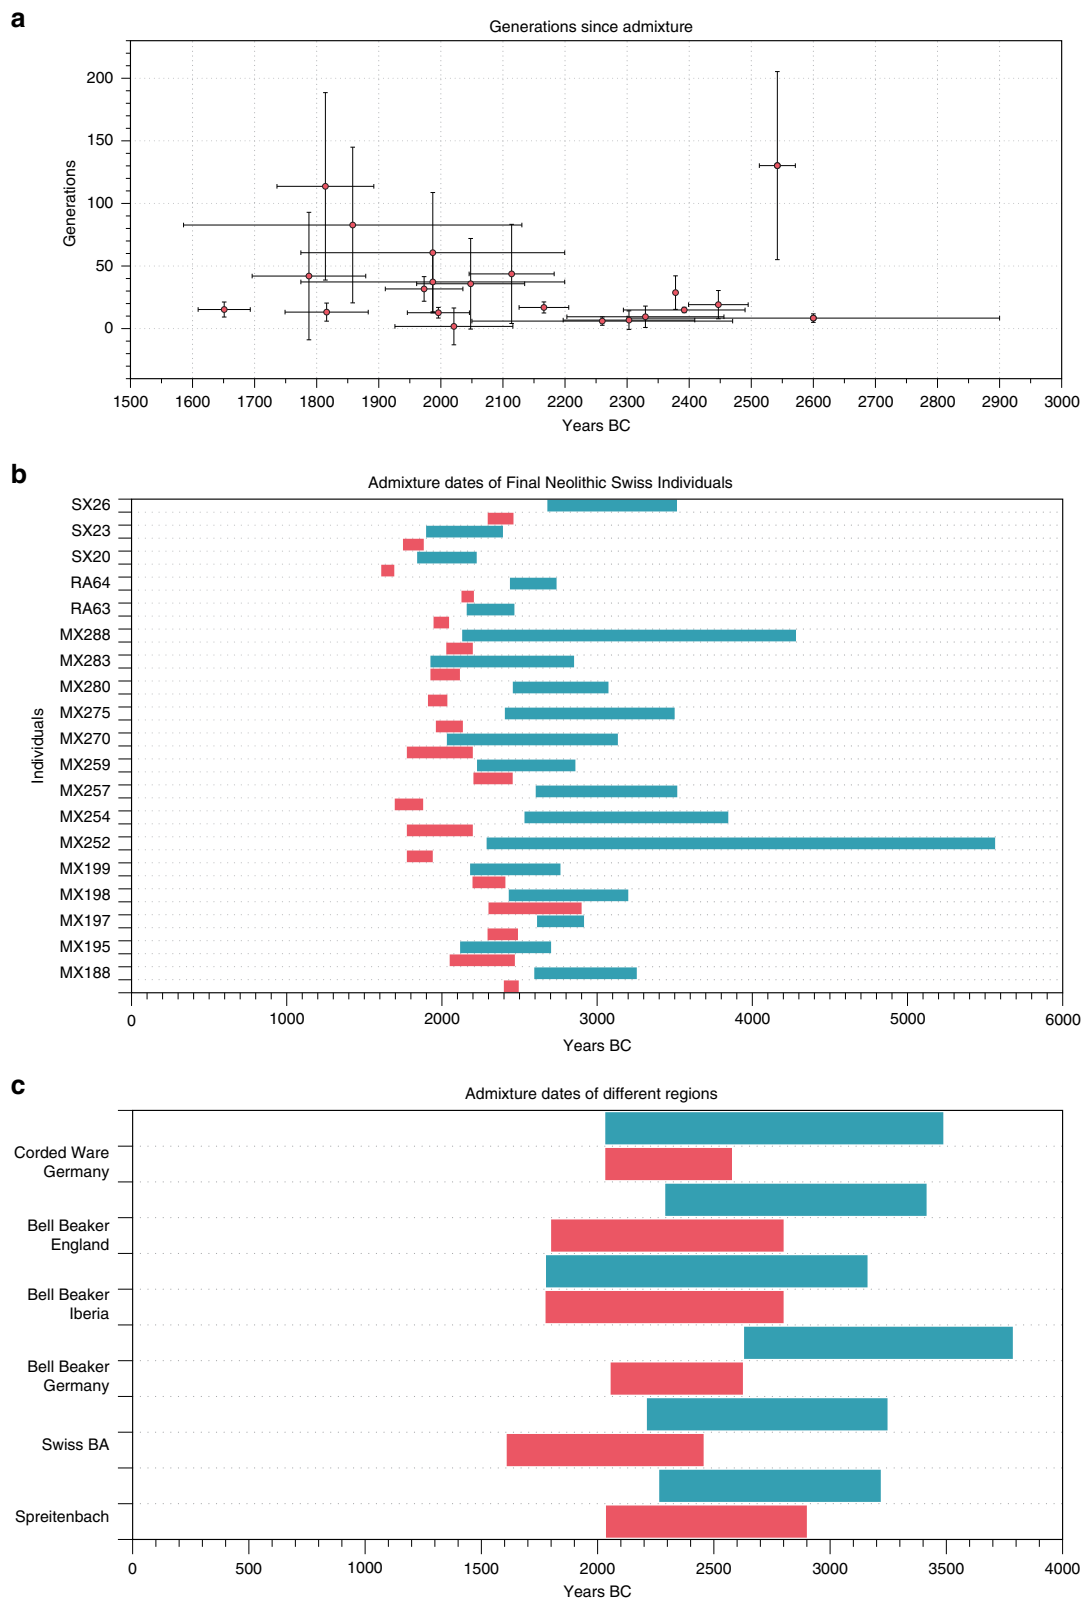 a
Generations since admixture
200
150
100
50
0
Generations
1500 1600 1700 1800 1900 2000 2100 2200 2300 2400 2500 2600 2700 2800 2900 3000
Years BC
b
Admixture dates of Final Neolithic Swiss Individuals
SX26
SX23
SX20
RA64
RA63
MX288
MX283
MX280
MX275
MX270
MX259
MX257
MX254
MX252
MX199
MX198
MX197
MX195
MX188
Individuals
0 1000 2000 3000 4000 5000 6000
Years BC
c
Admixture dates of different regions
Corded Ware
Germany
Bell Beaker
England
Bell Beaker
Iberia
Bell Beaker
Germany
Swiss BA
Spreitenbach
0 500 1000 1500 2000 2500 3000 3500 4000
Years BC